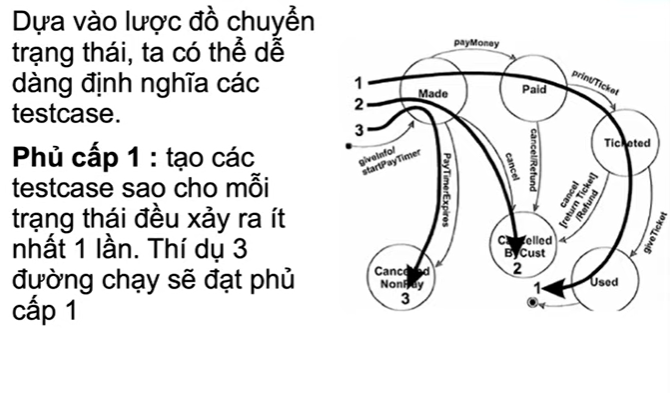 Dựa vào lược đồ chuyển
trạng thái, ta có thể dễ
dàng định nghĩa các
testcase.
Phủ cấp 1 : tạo các
testcase sao cho mỗi
trạng thái đều xảy ra ít
nhất 1 lần. Thí dụ 3
đường chạy sẽ đạt phủ
cấp 1
payMoney
1
2
3
Made
Paid
print/Ticket
Ticketed
giveInfo/
startPayTimer
PayTimerExpires
cancel
cancel/Refund
cancel
[return Ticket]
/Refund
giveTicket
Cancelled
ByCust
2
Cancelled
NonPay
3
1
Used